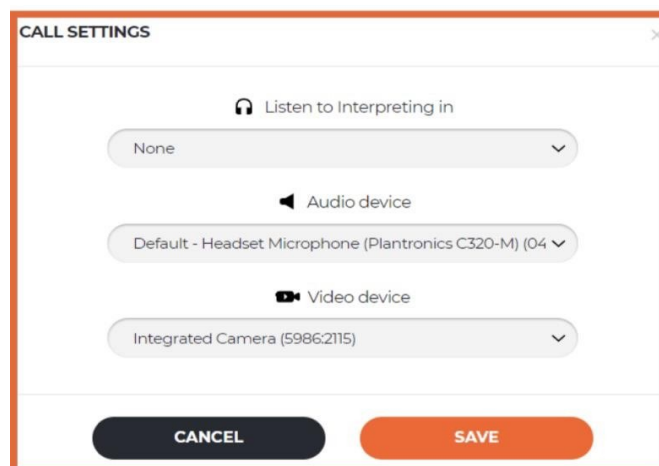 CALL SETTINGS
Listen to Interpreting in
None
Audio device
Default - Headset Microphone (Plantronics C320-M) (04
Video device
Integrated Camera (5986:2115)
CANCEL
SAVE